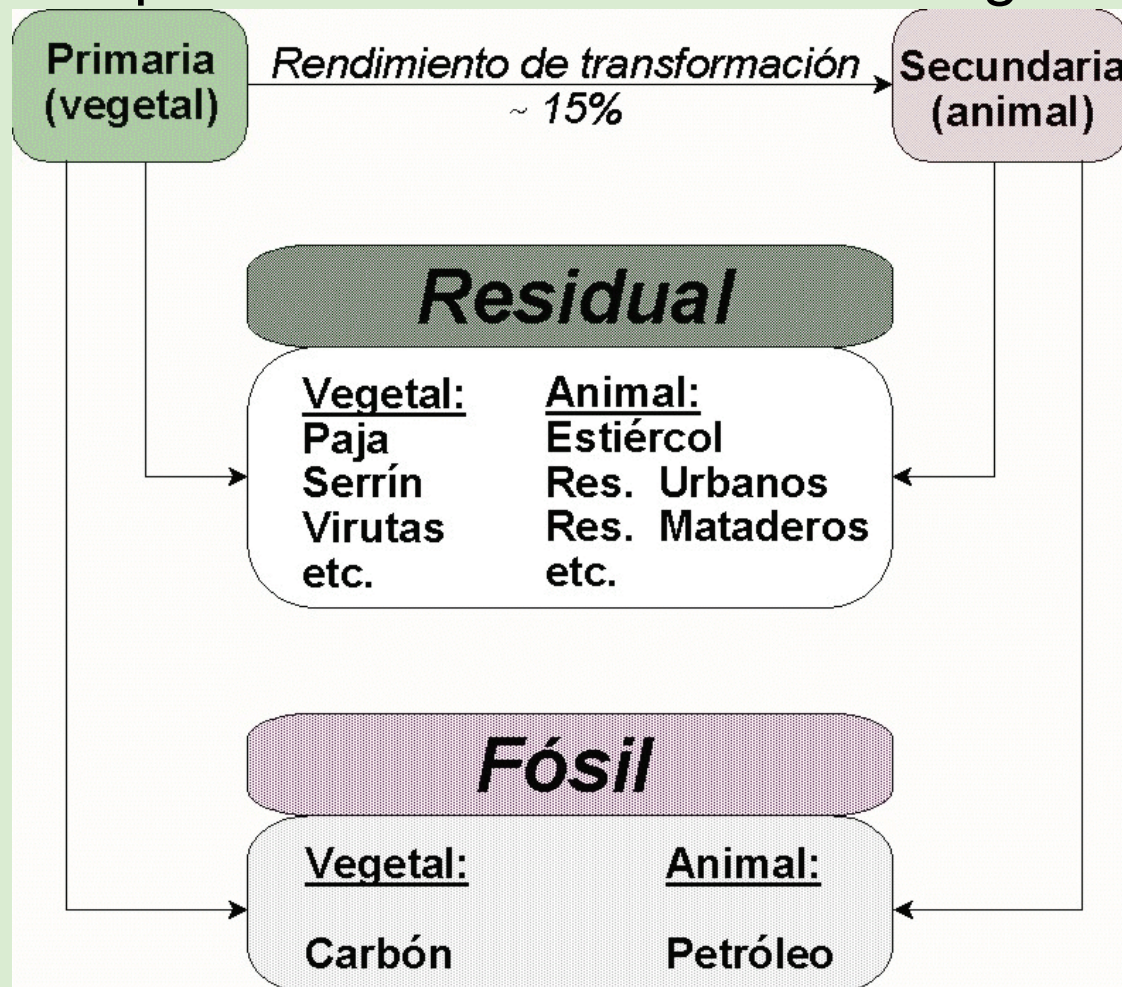 Primaria
(vegetal)
Rendimiento de transformación
~ 15%
Secundaria
(animal)
Residual
Vegetal:
Paja
Serrín
Virutas
etc.
Animal:
Estiércol
Res. Urbanos
Res. Mataderos
etc.
Fósil
Vegetal:
Carbón
Animal:
Petróleo